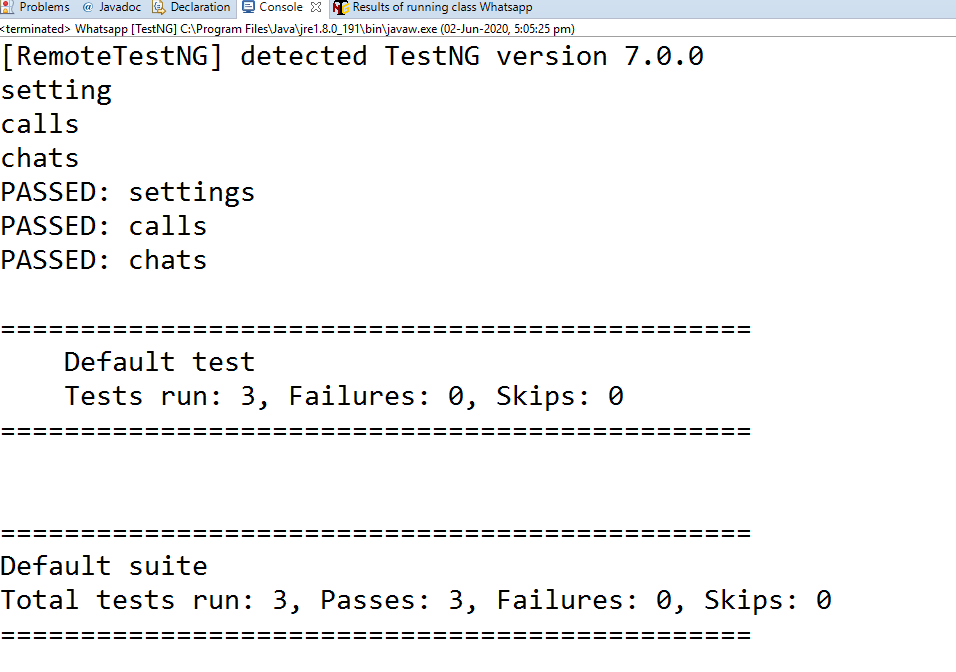 Problems @ Javadoc Declaration Console Results of running class Whatsapp
<terminated> Whatsapp [TestNG] C:\Program Files\Java\jre1.8.0_191\bin\javaw.exe (02-Jun-2020, 5:05:25 pm)
[RemoteTestNG] detected TestNG version 7.0.0
setting
calls
chats
PASSED: settings
PASSED: calls
PASSED: chats
===============================================
Default test
Tests run: 3, Failures: 0, Skips: 0
===============================================
===============================================
Default suite
Total tests run: 3, Passes: 3, Failures: 0, Skips: 0
===============================================